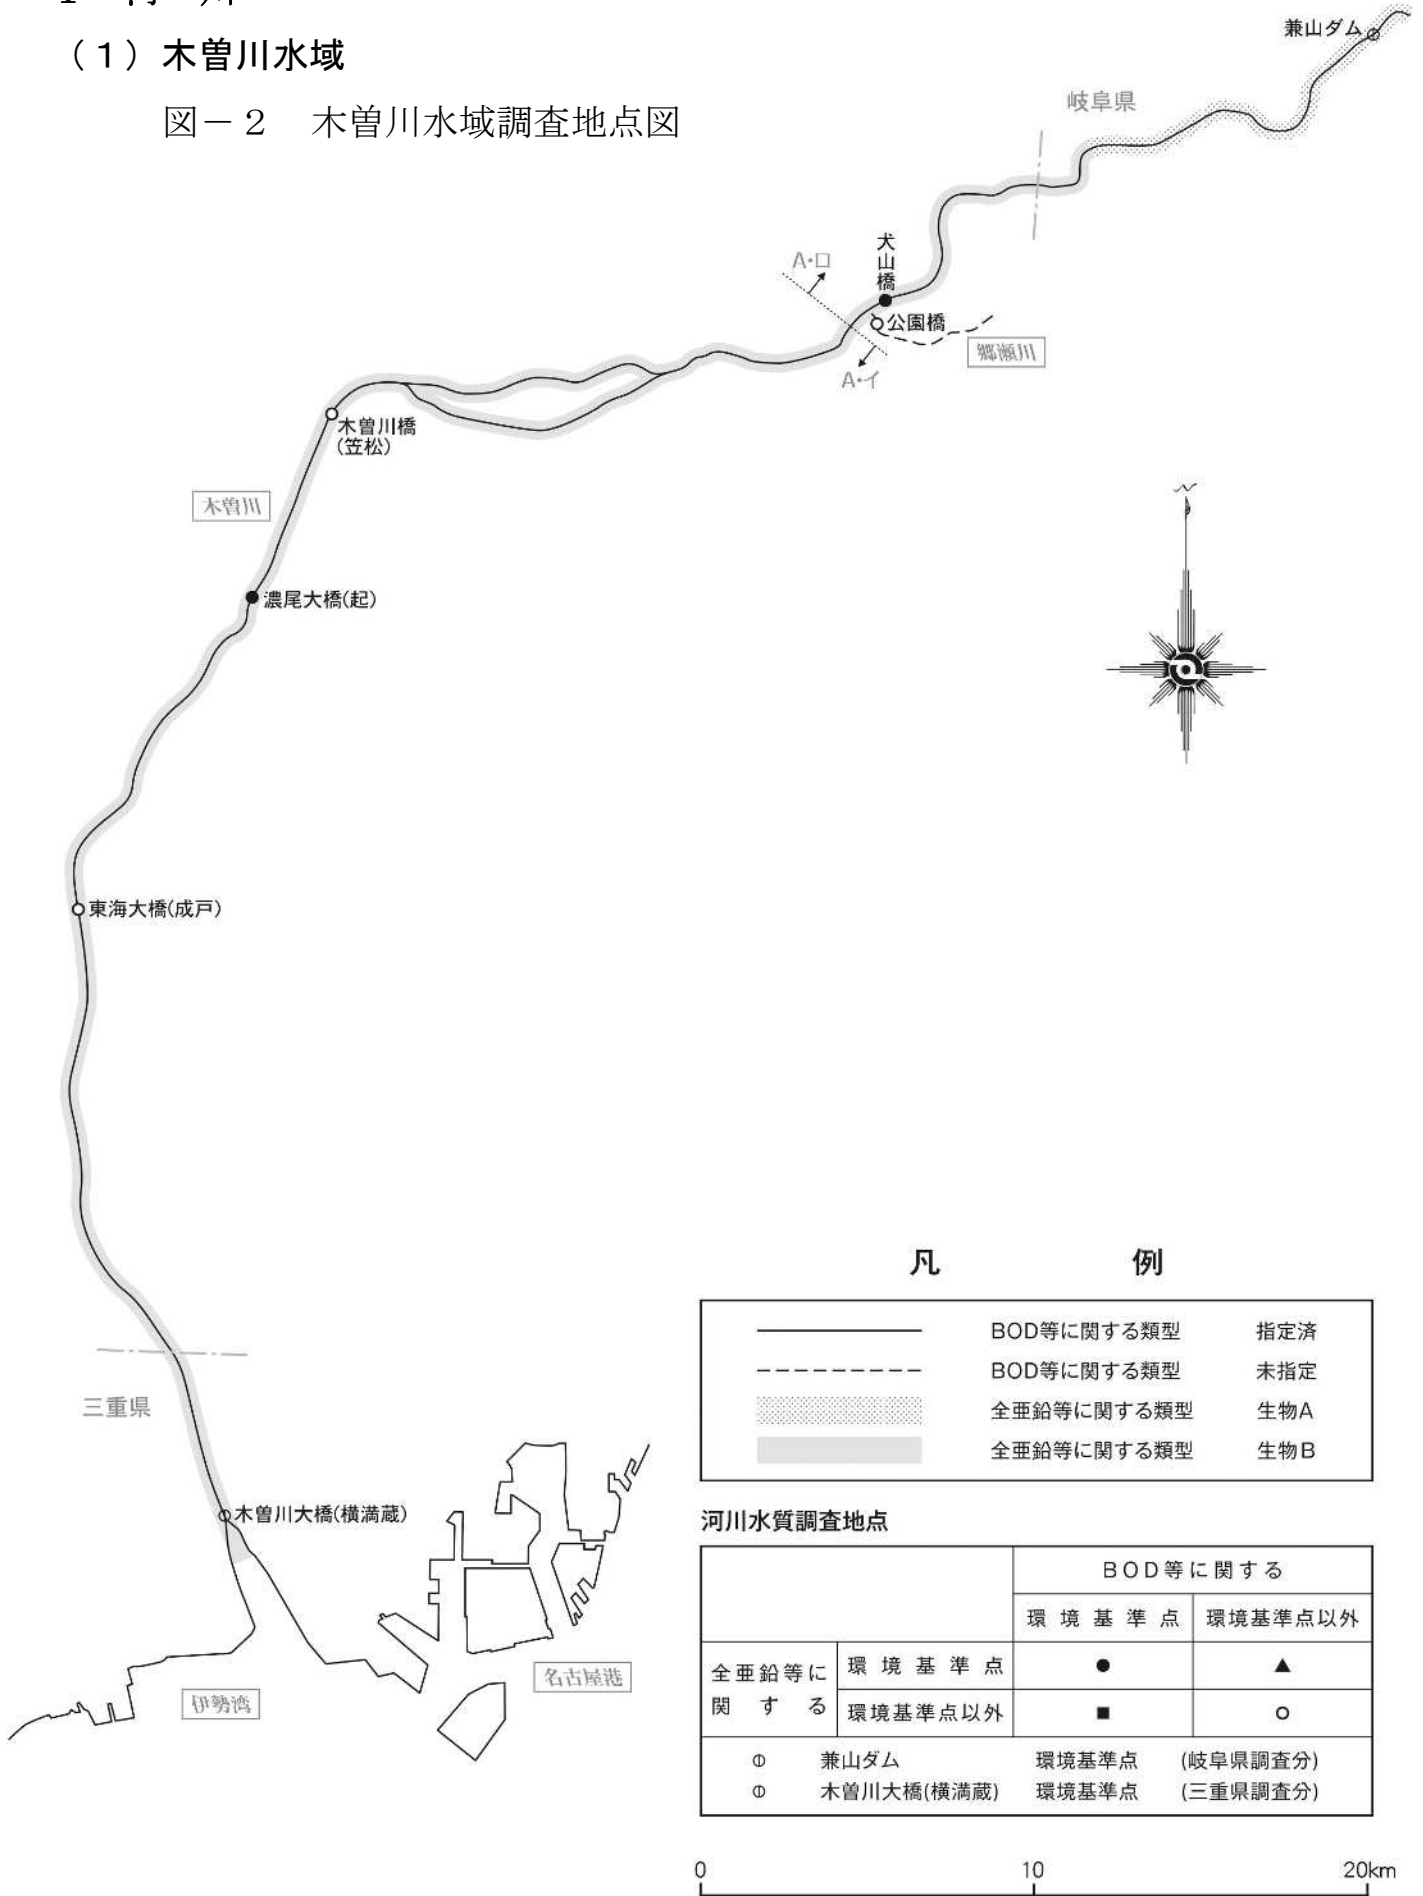 (1) 木曽川水域
図－2 木曽川水域調査地点図
兼山ダム
岐阜県
犬山橋
A・ロ
公園橋
郷瀬川
A・イ
木曽川橋
(笠松)
木曽川
N
濃尾大橋(起)
東海大橋(成戸)
三重県
木曽川大橋(横満蔵)
名古屋港
伊勢湾
凡 例
BOD等に関する類型 指定済
BOD等に関する類型 未指定
全亜鉛等に関する類型 生物A
全亜鉛等に関する類型 生物B
河川水質調査地点
BOD等に関する
環境基準点 環境基準点以外
全亜鉛等に
関する
環境基準点 ● ▲
環境基準点以外 ■ ○
⦶ 兼山ダム 環境基準点 (岐阜県調査分)
⦶ 木曽川大橋(横満蔵) 環境基準点 (三重県調査分)
0 10 20km